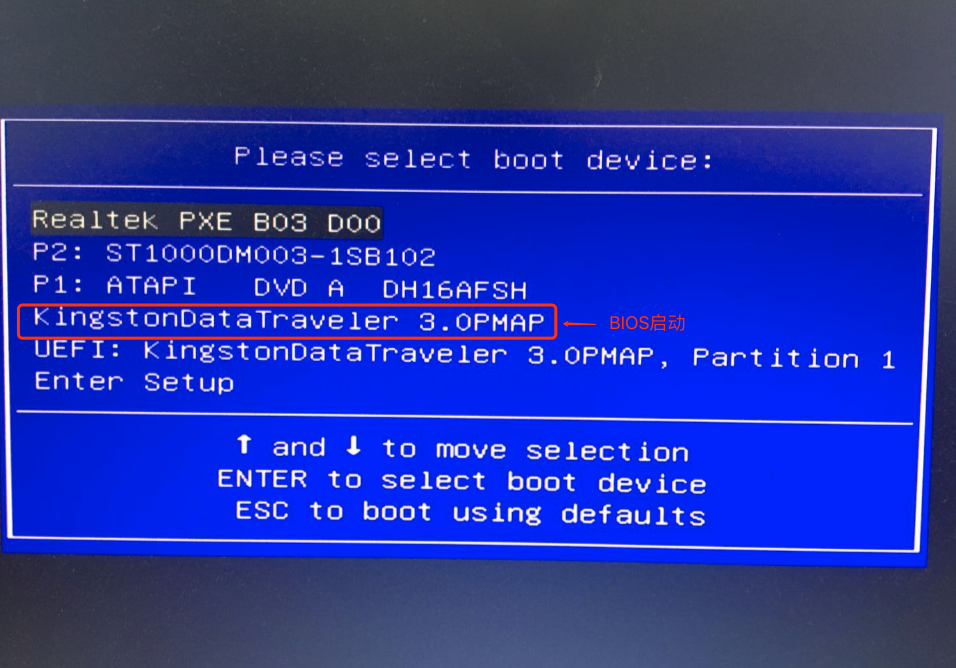 Please select boot device:
Realtek PXE B03 D00
P2: ST1000DM003-1SB102
P1: ATAPI DVD A DH16AFSH
KingstonDataTraveler 3.0PMAP
BIOS启动
UEFI: KingstonDataTraveler 3.0PMAP, Partition 1
Enter Setup
↑ and ↓ to move selection
ENTER to select boot device
ESC to boot using defaults